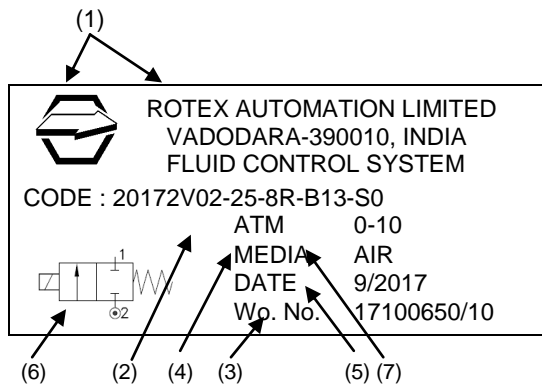 (1)
ROTEX AUTOMATION LIMITED
VADODARA-390010, INDIA
FLUID CONTROL SYSTEM
CODE : 20172V02-25-8R-B13-S0
ATM 0-10
MEDIA AIR
DATE 9/2017
Wo. No. 17100650/10
1
2
(6) (2) (4) (3) (5) (7)